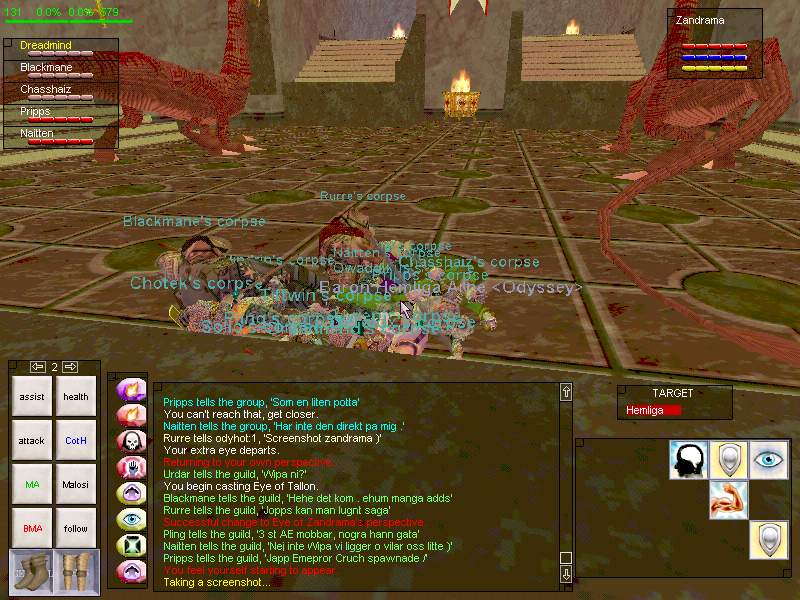 131 0.0% 0.0% 579
Zandrama
Dreadmind
Blackmane
Chasshaiz
Pripps
Naitten
Rurre's corpse
Blackmane's corpse
corpse
Naitten's corpse
Chasshaiz's corpse
corpse
Chotek's corpse
Baron Hemliga Arne <Odyssey>
corpse
2
assist
health
attack
CotH
MA
Malosi
BMA
follow
Pripps tells the group, 'Som en liten potta'
You can't reach that, get closer.
Naitten tells the group, 'Har inte den direkt pa mig .'
Rurre tells odyhot:1, 'Screenshot zandrama )'
Your extra eye departs.
Returning to your own perspective.
Urdar tells the guild, 'Wipa ni?'
You begin casting Eye of Tallon.
Blackmane tells the guild, 'Hehe det kom . ehum manga adds'
Rurre tells the guild, 'Jopps kan man lugnt saga'
Successful change to Eye of Zandrama's perspective
Pling tells the guild, '3 st AE mobbar, nogra hann gata'
Naitten tells the guild, 'Nej inte Wipa vi ligger o vilar oss litte )'
Pripps tells the guild, 'Japp Emepror Cruch spawnade /'
You feel yourself starting to appear
Taking a screenshot...
TARGET
Hemliga